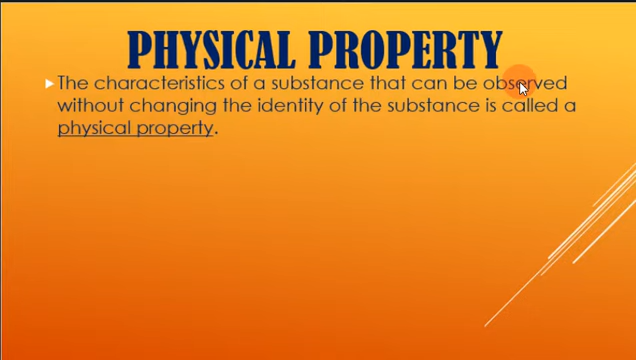 PHYSICAL PROPERTY
The characteristics of a substance that can be observed
without changing the identity of the substance is called a
physical property.